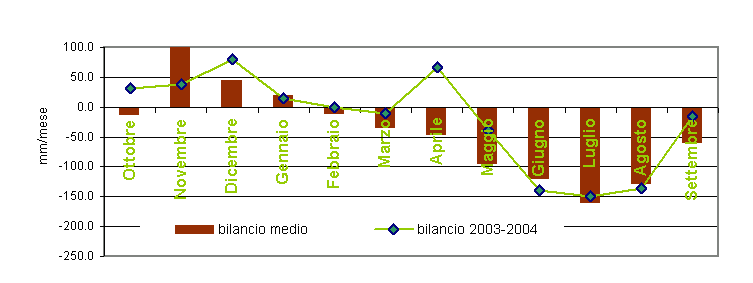 100.0
50.0
0.0
-50.0
-100.0
-150.0
-200.0
-250.0
mm/mese
Ottobre
Novembre
Dicembre
Gennaio
Febbraio
Marzo
Aprile
Maggio
Giugno
Luglio
Agosto
Settembre
bilancio medio
bilancio 2003-2004